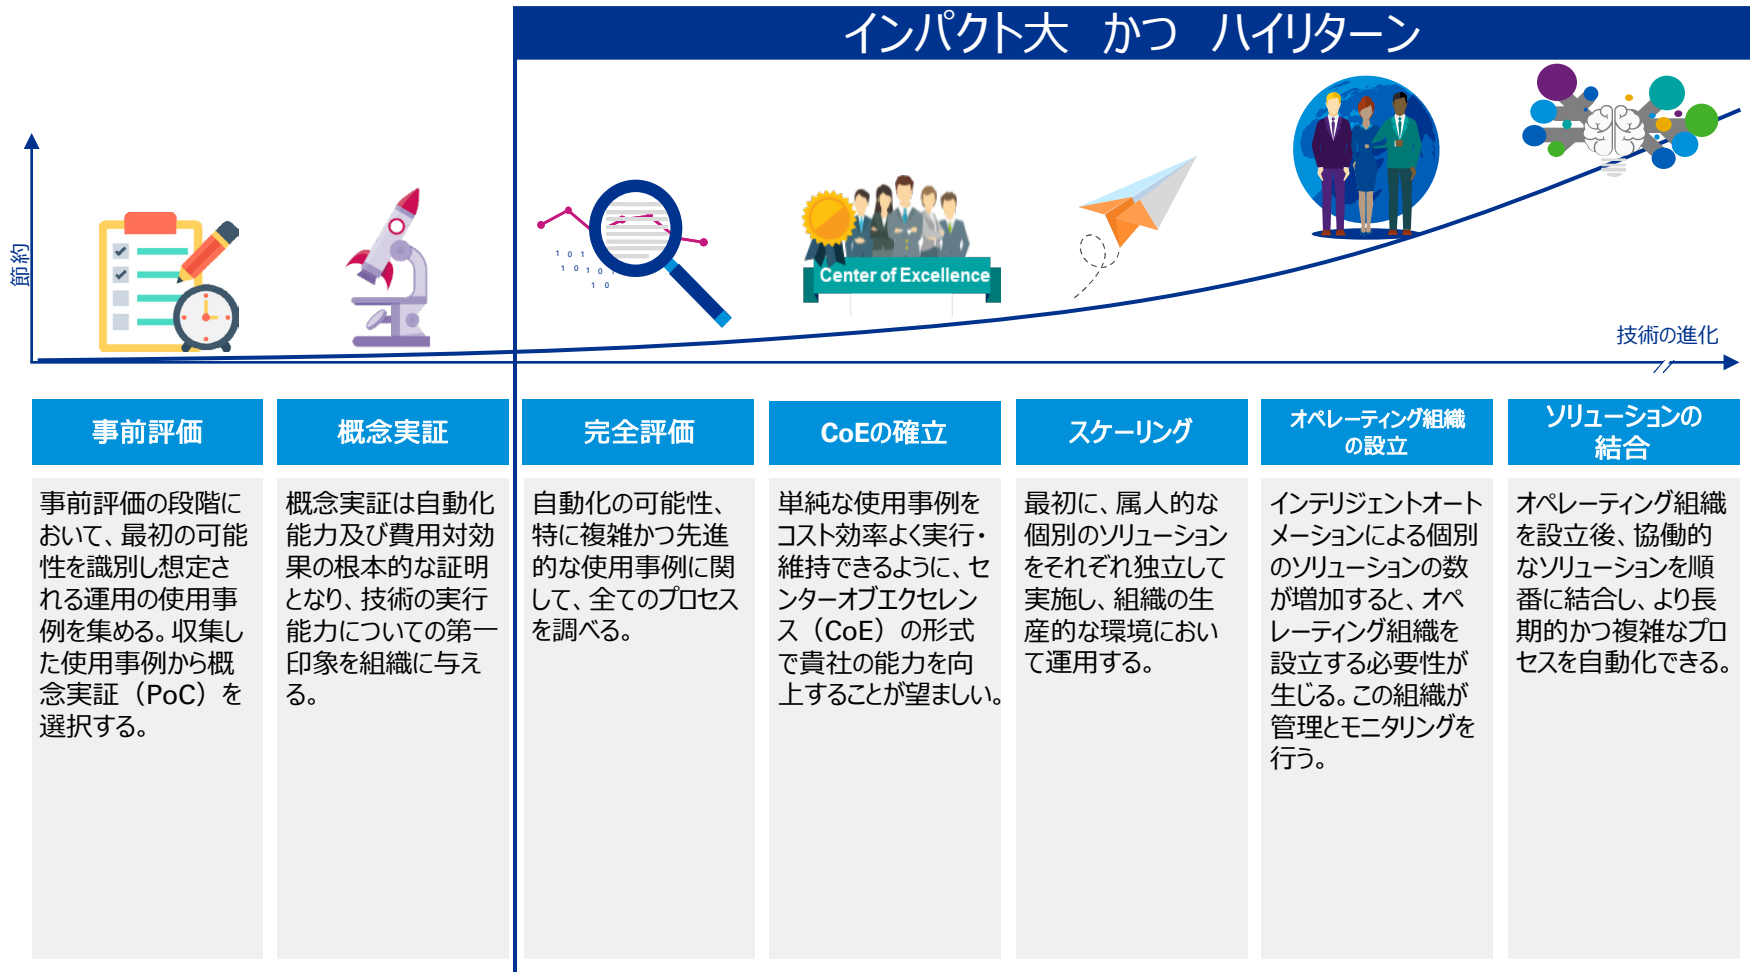 インパクト大 かつ ハイリターン
節約
1 0 1
1 0 1 0 1
1 0
Center of Excellence
技術の進化
事前評価
事前評価の段階に
おいて、最初の可能
性を識別し想定さ
れる運用の使用事
例を集める。収集し
た使用事例から概
念実証（PoC）を
選択する。
概念実証
概念実証は自動化
能力及び費用対効
果の根本的な証明
となり、技術の実行
能力についての第一
印象を組織に与え
る。
完全評価
自動化の可能性、
特に複雑かつ先進
的な使用事例に関
して、全てのプロセス
を調べる。
CoEの確立
単純な使用事例を
コスト効率よく実行・
維持できるように、セ
ンターオブエクセレン
ス（CoE）の形式
で貴社の能力を向
上することが望ましい。
スケーリング
最初に、属人的な
個別のソリューション
をそれぞれ独立して
実施し、組織の生
産的な環境におい
て運用する。
オペレーティング組織
の設立
インテリジェントオート
メーションによる個別
のソリューションの数
が増加すると、オペ
レーティング組織を
設立する必要性が
生じる。この組織が
管理とモニタリングを
行う。
ソリューションの
結合
オペレーティング組織
を設立後、協働的
なソリューションを順
番に結合し、より長
期的かつ複雑なプロ
セスを自動化できる。